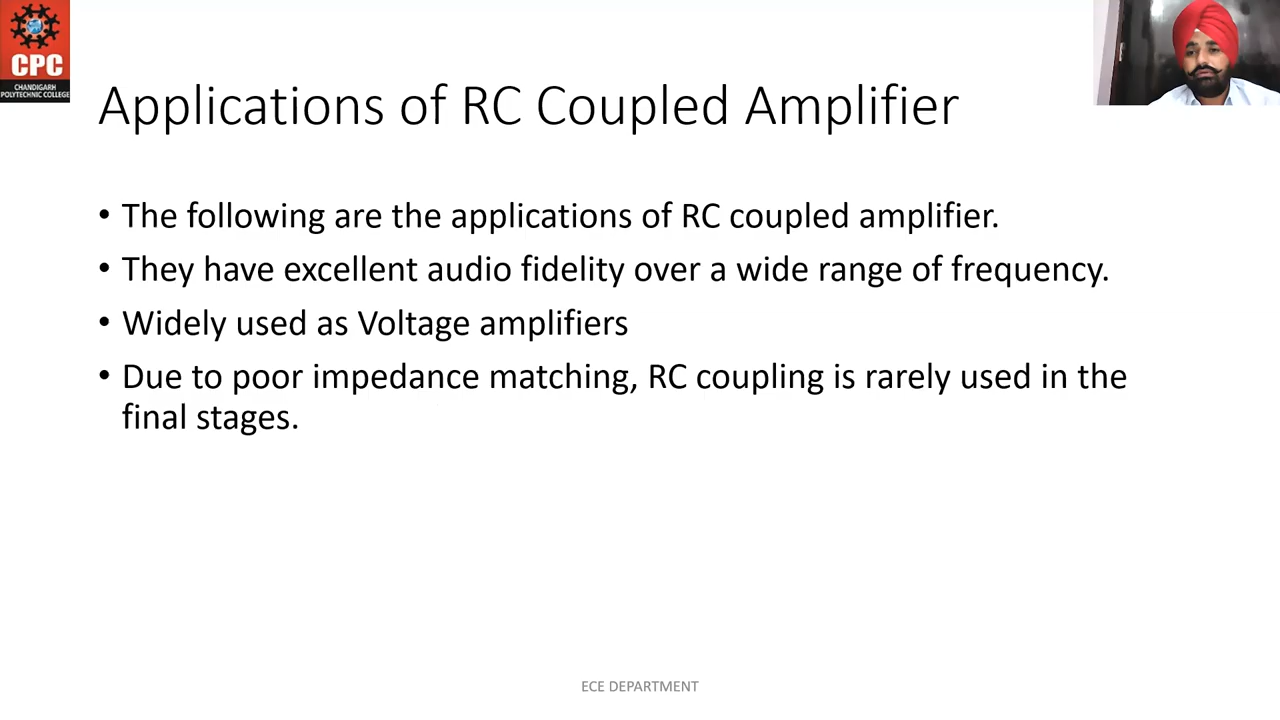 CPC
CHANDIGARH
POLYTECHNIC COLLEGE
Applications of RC Coupled Amplifier
• The following are the applications of RC coupled amplifier.
• They have excellent audio fidelity over a wide range of frequency.
• Widely used as Voltage amplifiers
• Due to poor impedance matching, RC coupling is rarely used in the
final stages.
ECE DEPARTMENT